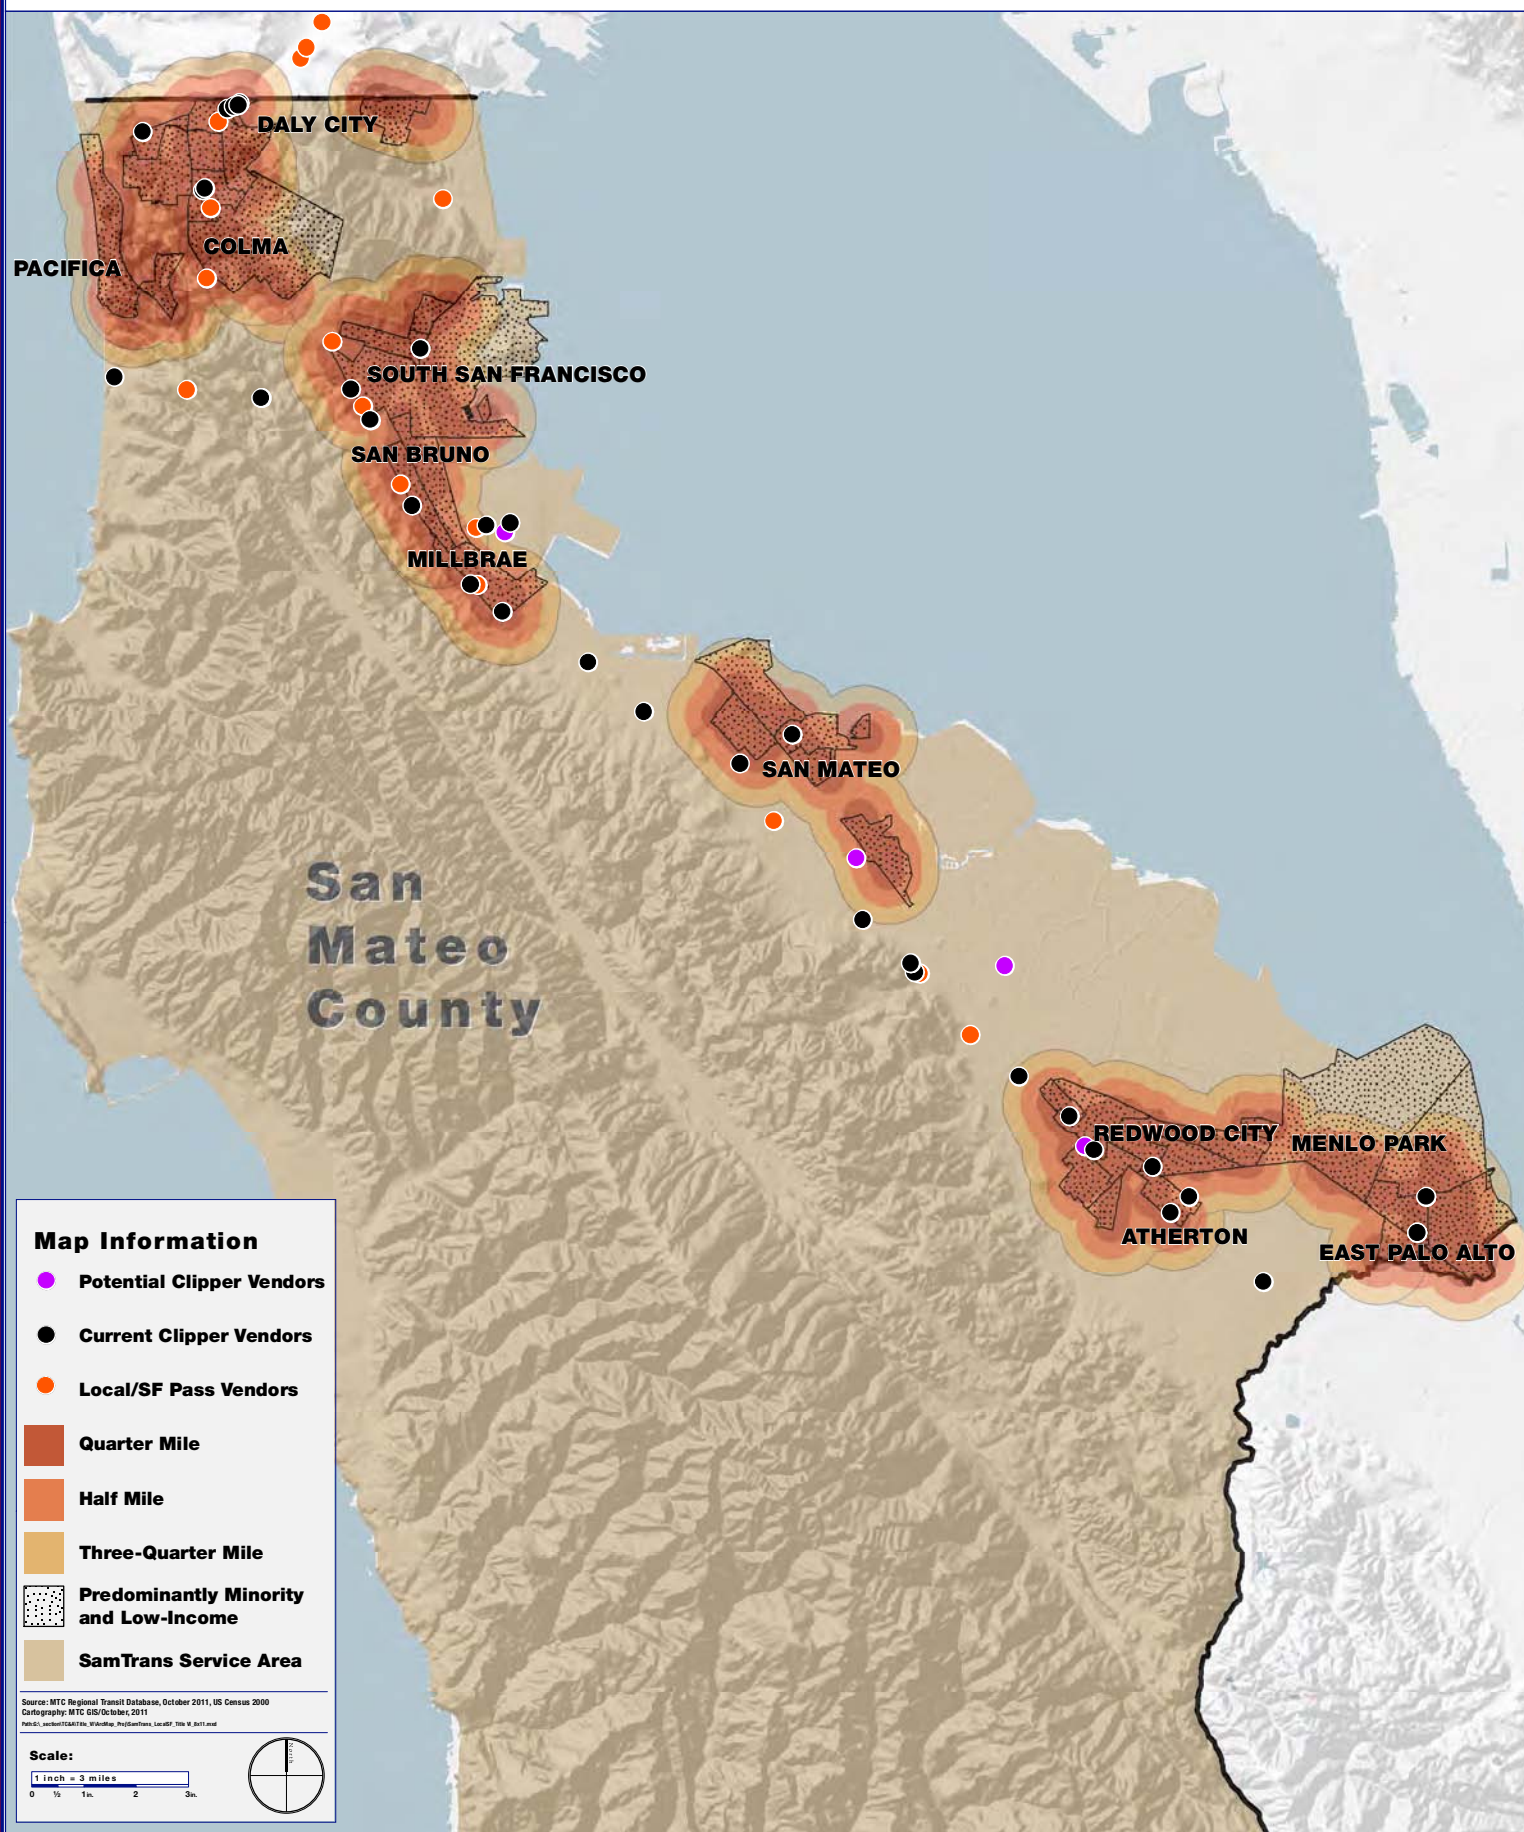 DALY CITY
COLMA
PACIFICA
SOUTH SAN FRANCISCO
SAN BRUNO
MILLBRAE
SAN MATEO
San
Mateo
County
REDWOOD CITY
MENLO PARK
ATHERTON
EAST PALO ALTO
Map Information
Potential Clipper Vendors
Current Clipper Vendors
Local/SF Pass Vendors
Quarter Mile
Half Mile
Three-Quarter Mile
Predominantly Minority
and Low-Income
SamTrans Service Area
Source: MTC Regional Transit Database, October 2011, US Census 2000
Cartography: MTC GIS/October, 2011
Scale:
1 inch = 3 miles
0 ½ 1in. 2 3in.
North